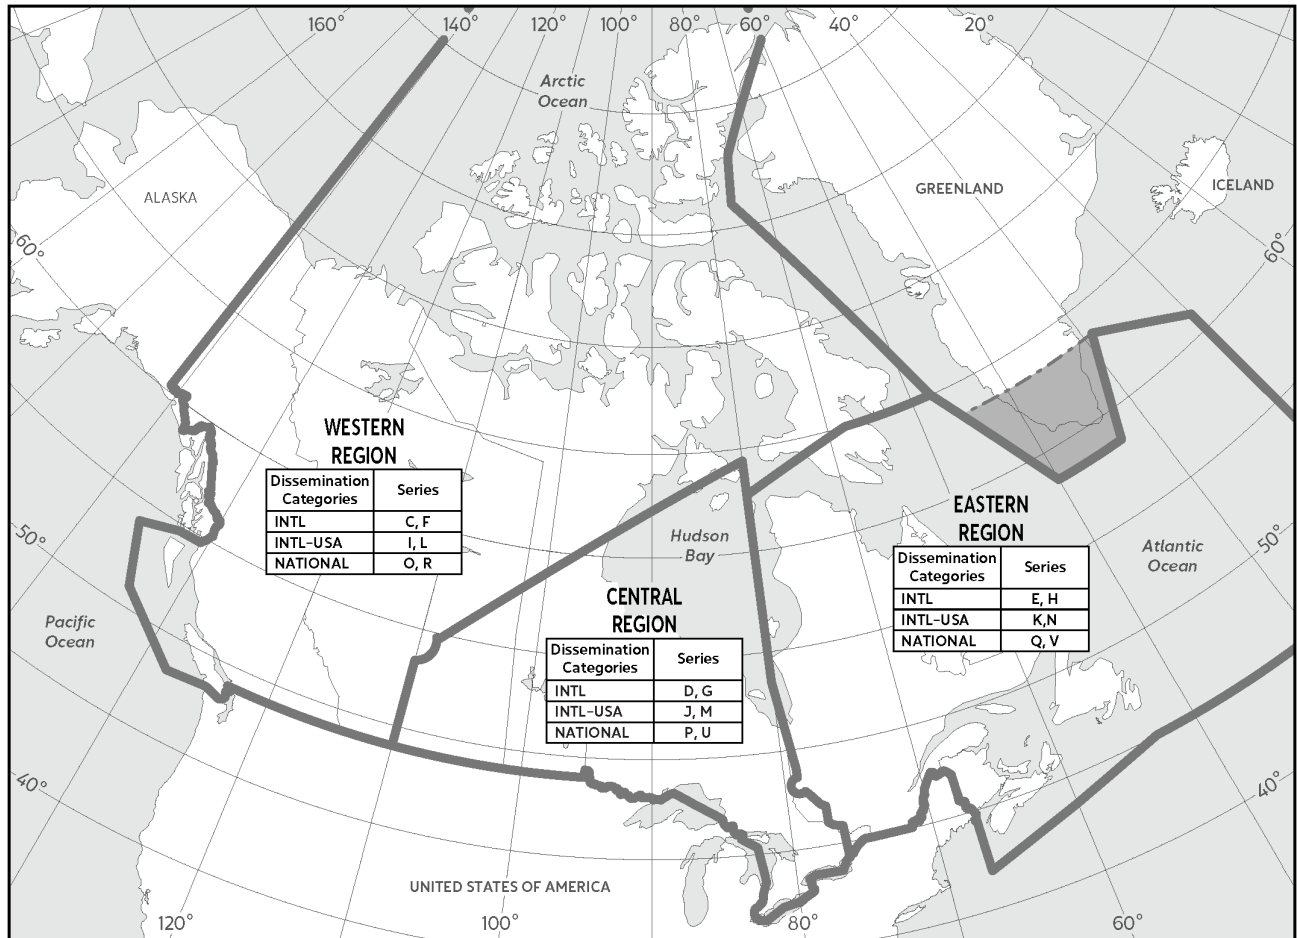 160° 140° 120° 100° 80° 60° 40° 20°
Arctic
Ocean
ALASKA
GREENLAND
ICELAND
60°
60°
WESTERN
REGION
Dissemination
Categories
Series
INTL C, F
INTL-USA I, L
NATIONAL O, R
EASTERN
REGION
Dissemination
Categories
Series
INTL E, H
INTL-USA K,N
NATIONAL Q, V
Hudson
Bay
50°
50°
Atlantic
Ocean
Pacific
Ocean
CENTRAL
REGION
Dissemination
Categories
Series
INTL D, G
INTL-USA J, M
NATIONAL P, U
40°
40°
UNITED STATES OF AMERICA
120° 100° 80° 60°